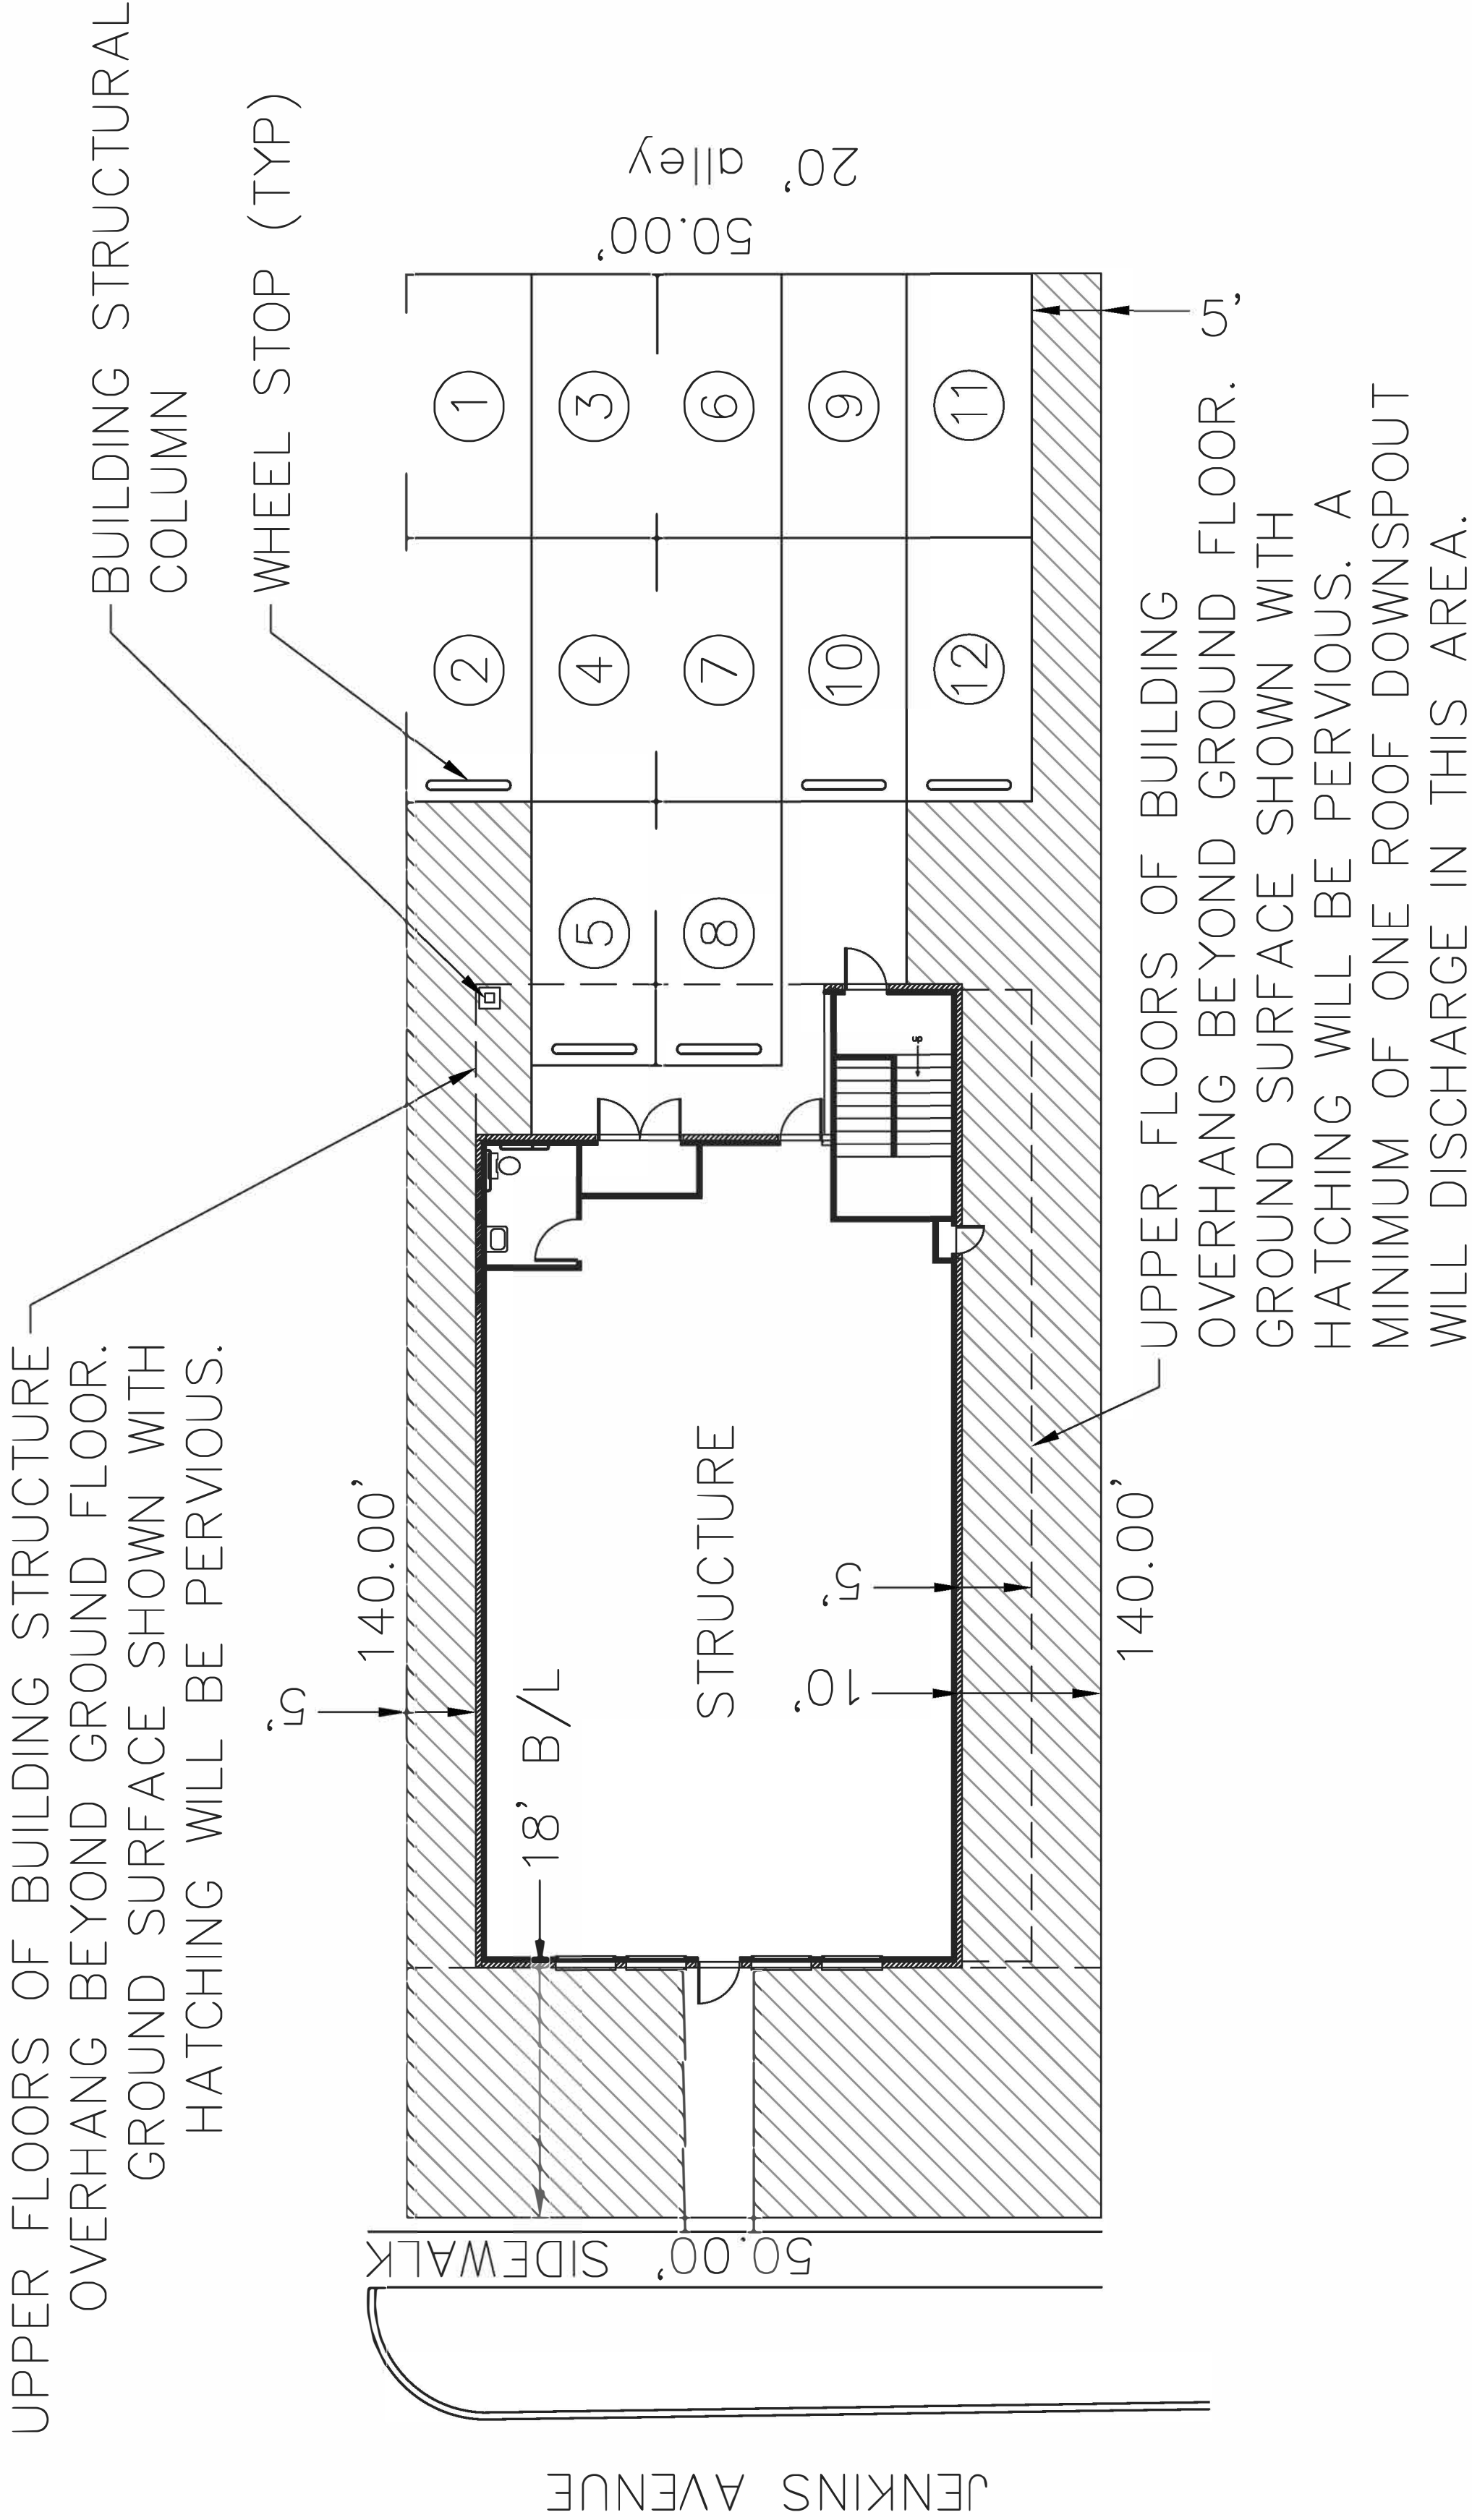 UPPER FLOORS OF BUILDING STRUCTURE
OVERHANG BEYOND GROUND FLOOR.
GROUND SURFACE SHOWN WITH
HATCHING WILL BE PERVIOUS.
BUILDING STRUCTURAL
COLUMN
WHEEL STOP (TYP)
140.00'
5'
18' B/L
STRUCTURE
5'
10'
140.00'
up
1
2
3
4
5
6
7
8
9
10
11
12
50.00'
20' alley
5'
UPPER FLOORS OF BUILDING
OVERHANG BEYOND GROUND FLOOR.
GROUND SURFACE SHOWN WITH
HATCHING WILL BE PERVIOUS. A
MINIMUM OF ONE ROOF DOWNSPOUT
WILL DISCHARGE IN THIS AREA.
50.00' SIDEWALK
JENKINS AVENUE